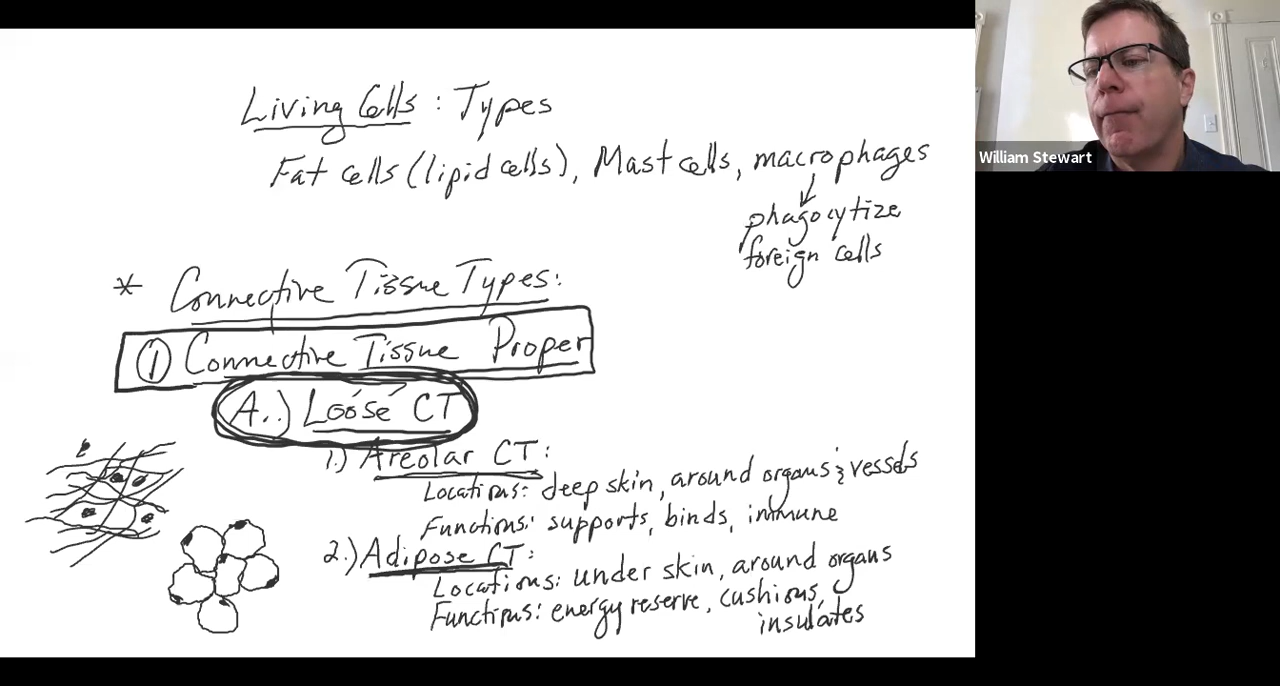 Living Cells : Types
Fat cells (lipid cells), Mast cells, macrophages
phagocytize
foreign cells
* Connective Tissue Types:
① Connective Tissue Proper
A.) Loose CT
1.) Areolar CT:
Locations: deep skin, around organs & vessels
Functions: supports, binds, immune
2.) Adipose CT:
Locations: under skin, around organs
Functions: energy reserve, cushions,
insulates
William Stewart